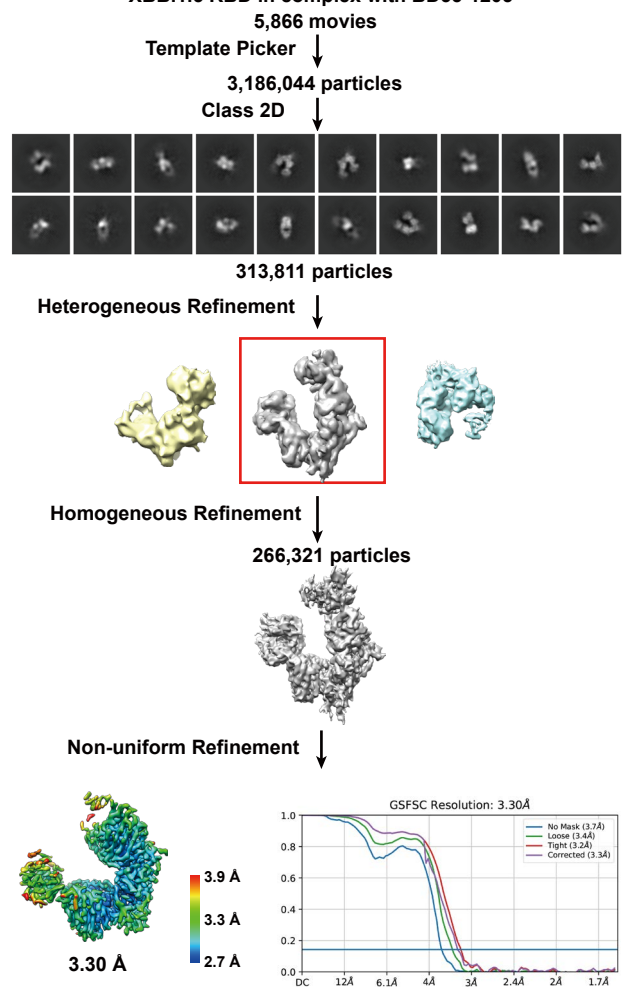 5,866 movies
Template Picker
3,186,044 particles
Class 2D
313,811 particles
Heterogeneous Refinement
Homogeneous Refinement
266,321 particles
Non-uniform Refinement
3.9 Å
3.3 Å
2.7 Å
3.30 Å
GSFSC Resolution: 3.30Å
No Mask (3.7Å)
Loose (3.4Å)
Tight (3.2Å)
Corrected (3.3Å)
1.0
0.8
0.6
0.4
0.2
0.0
DC 12Å 6.1Å 4Å 3Å 2.4Å 2Å 1.7Å